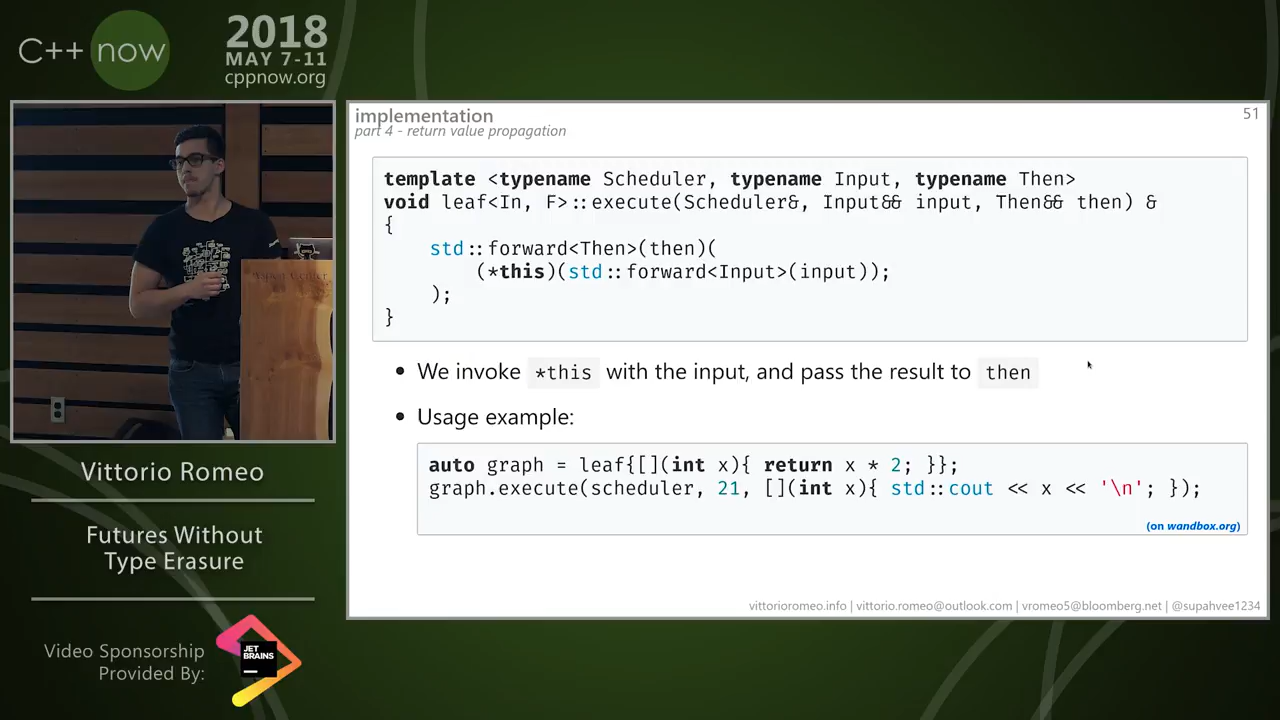 C++ now
2018
MAY 7-11
cppnow.org
implementation
part 4 - return value propagation
51
template <typename Scheduler, typename Input, typename Then>
void leaf<In, F>::execute(Scheduler&, Input&& input, Then&& then) &
{
std::forward<Then>(then)(
(*this)(std::forward<Input>(input));
);
}
• We invoke *this with the input, and pass the result to then
• Usage example:
auto graph = leaf{[](int x){ return x * 2; }};
graph.execute(scheduler, 21, [](int x){ std::cout << x << '\n'; });
(on wandbox.org)
vittorioromeo.info | vittorio.romeo@outlook.com | vromeo5@bloomberg.net | @supahvee1234
Vittorio Romeo
Futures Without
Type Erasure
Video Sponsorship
Provided By:
JET
BRAINS